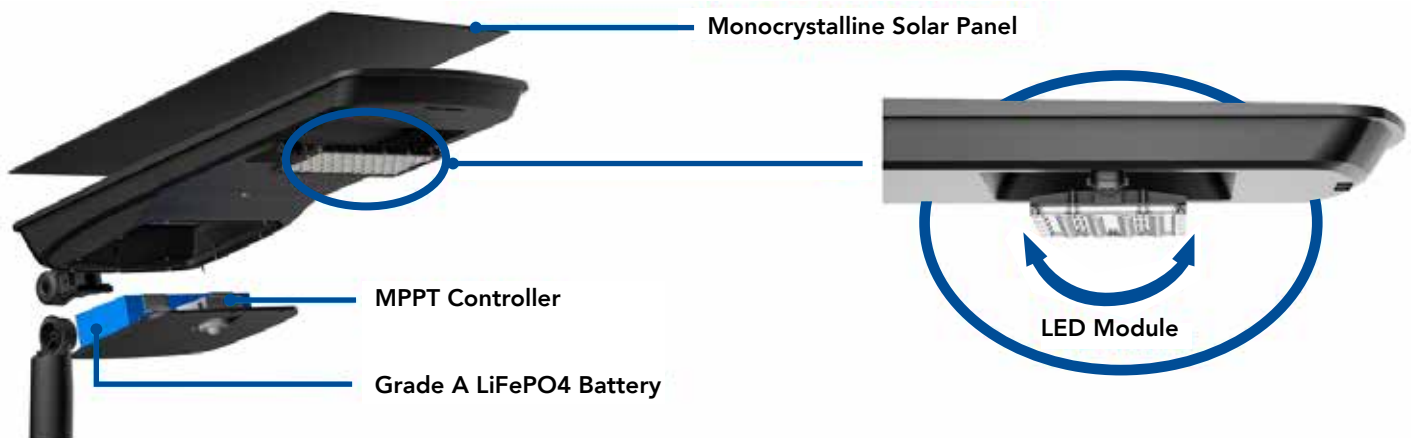 Monocrystalline Solar Panel
MPPT Controller
LED Module
Grade A LiFePO4 Battery